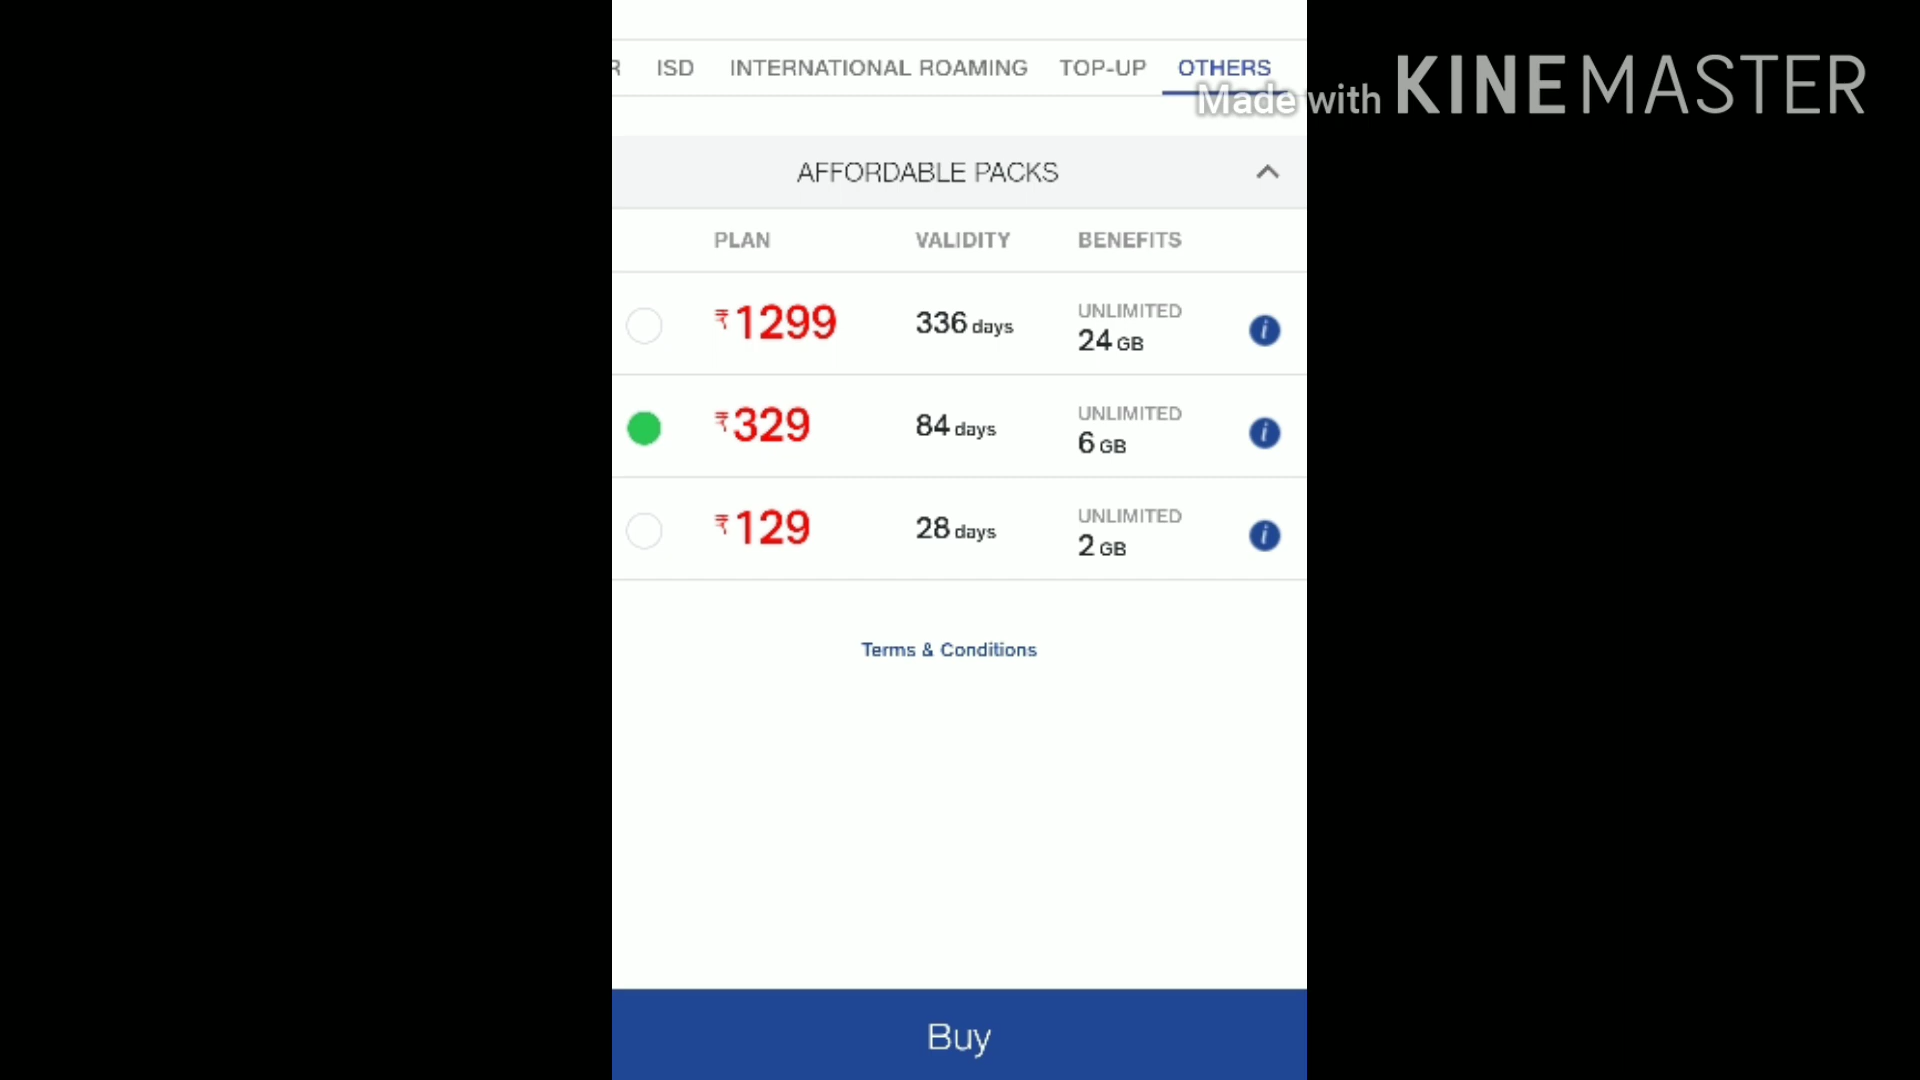 R ISD INTERNATIONAL ROAMING TOP-UP OTHERS
Made with KINEMASTER
AFFORDABLE PACKS
PLAN VALIDITY BENEFITS
₹1299 336 days UNLIMITED 24 GB i
₹329 84 days UNLIMITED 6 GB i
₹129 28 days UNLIMITED 2 GB i
Terms & Conditions
Buy